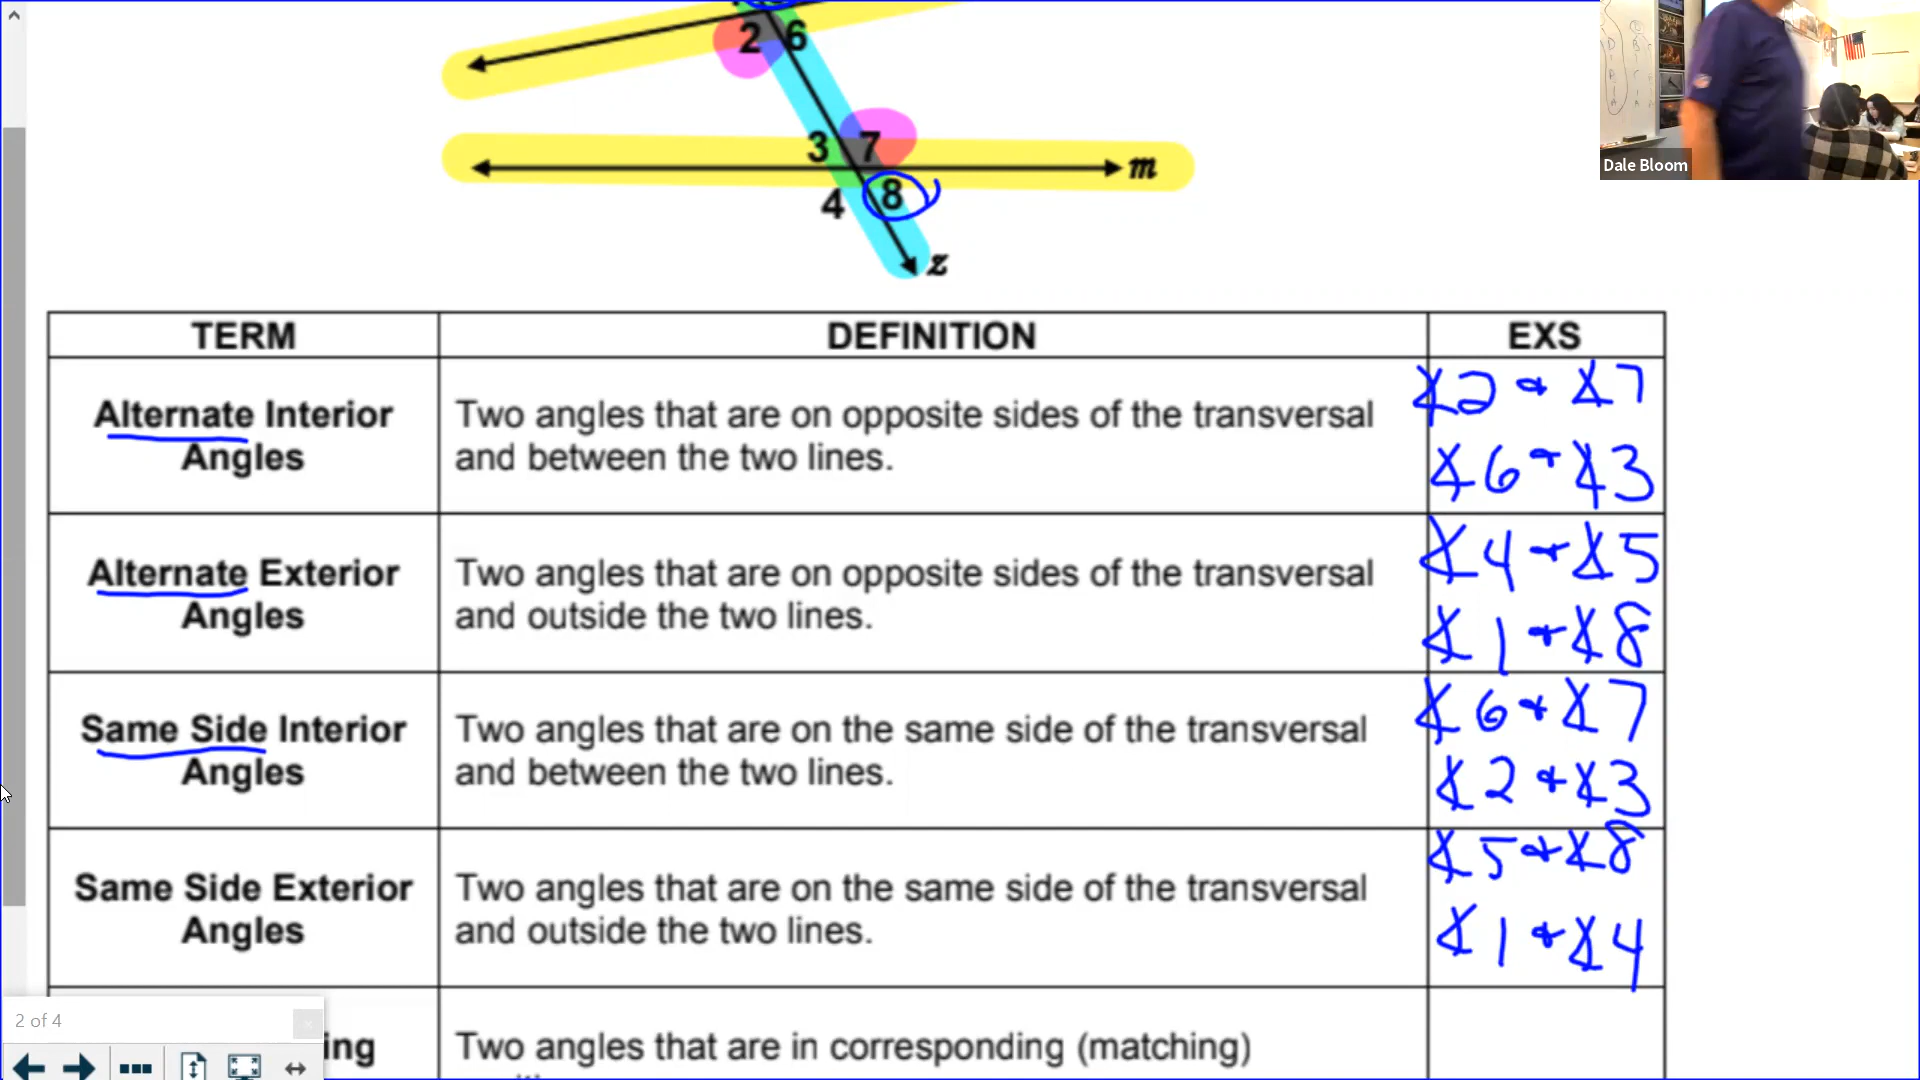 2 6
3 7
m
4 8
z
Dale Bloom
TERM DEFINITION EXS
Alternate Interior
Angles
Two angles that are on opposite sides of the transversal
and between the two lines.
∡2 + ∡7
∡6 + ∡3
Alternate Exterior
Angles
Two angles that are on opposite sides of the transversal
and outside the two lines.
∡4 + ∡5
∡1 + ∡8
Same Side Interior
Angles
Two angles that are on the same side of the transversal
and between the two lines.
∡6 + ∡7
∡2 + ∡3
Same Side Exterior
Angles
Two angles that are on the same side of the transversal
and outside the two lines.
∡5 + ∡8
∡1 + ∡4
ing
Two angles that are in corresponding (matching)
2 of 4